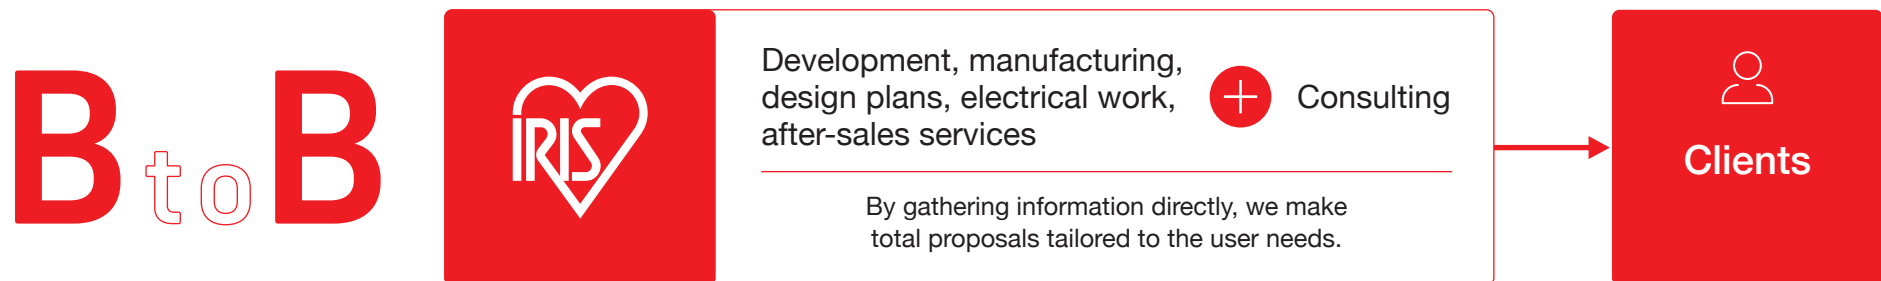 B to B
IRIS
Development, manufacturing,
design plans, electrical work,
after-sales services
+ Consulting
By gathering information directly, we make
total proposals tailored to the user needs.
Clients